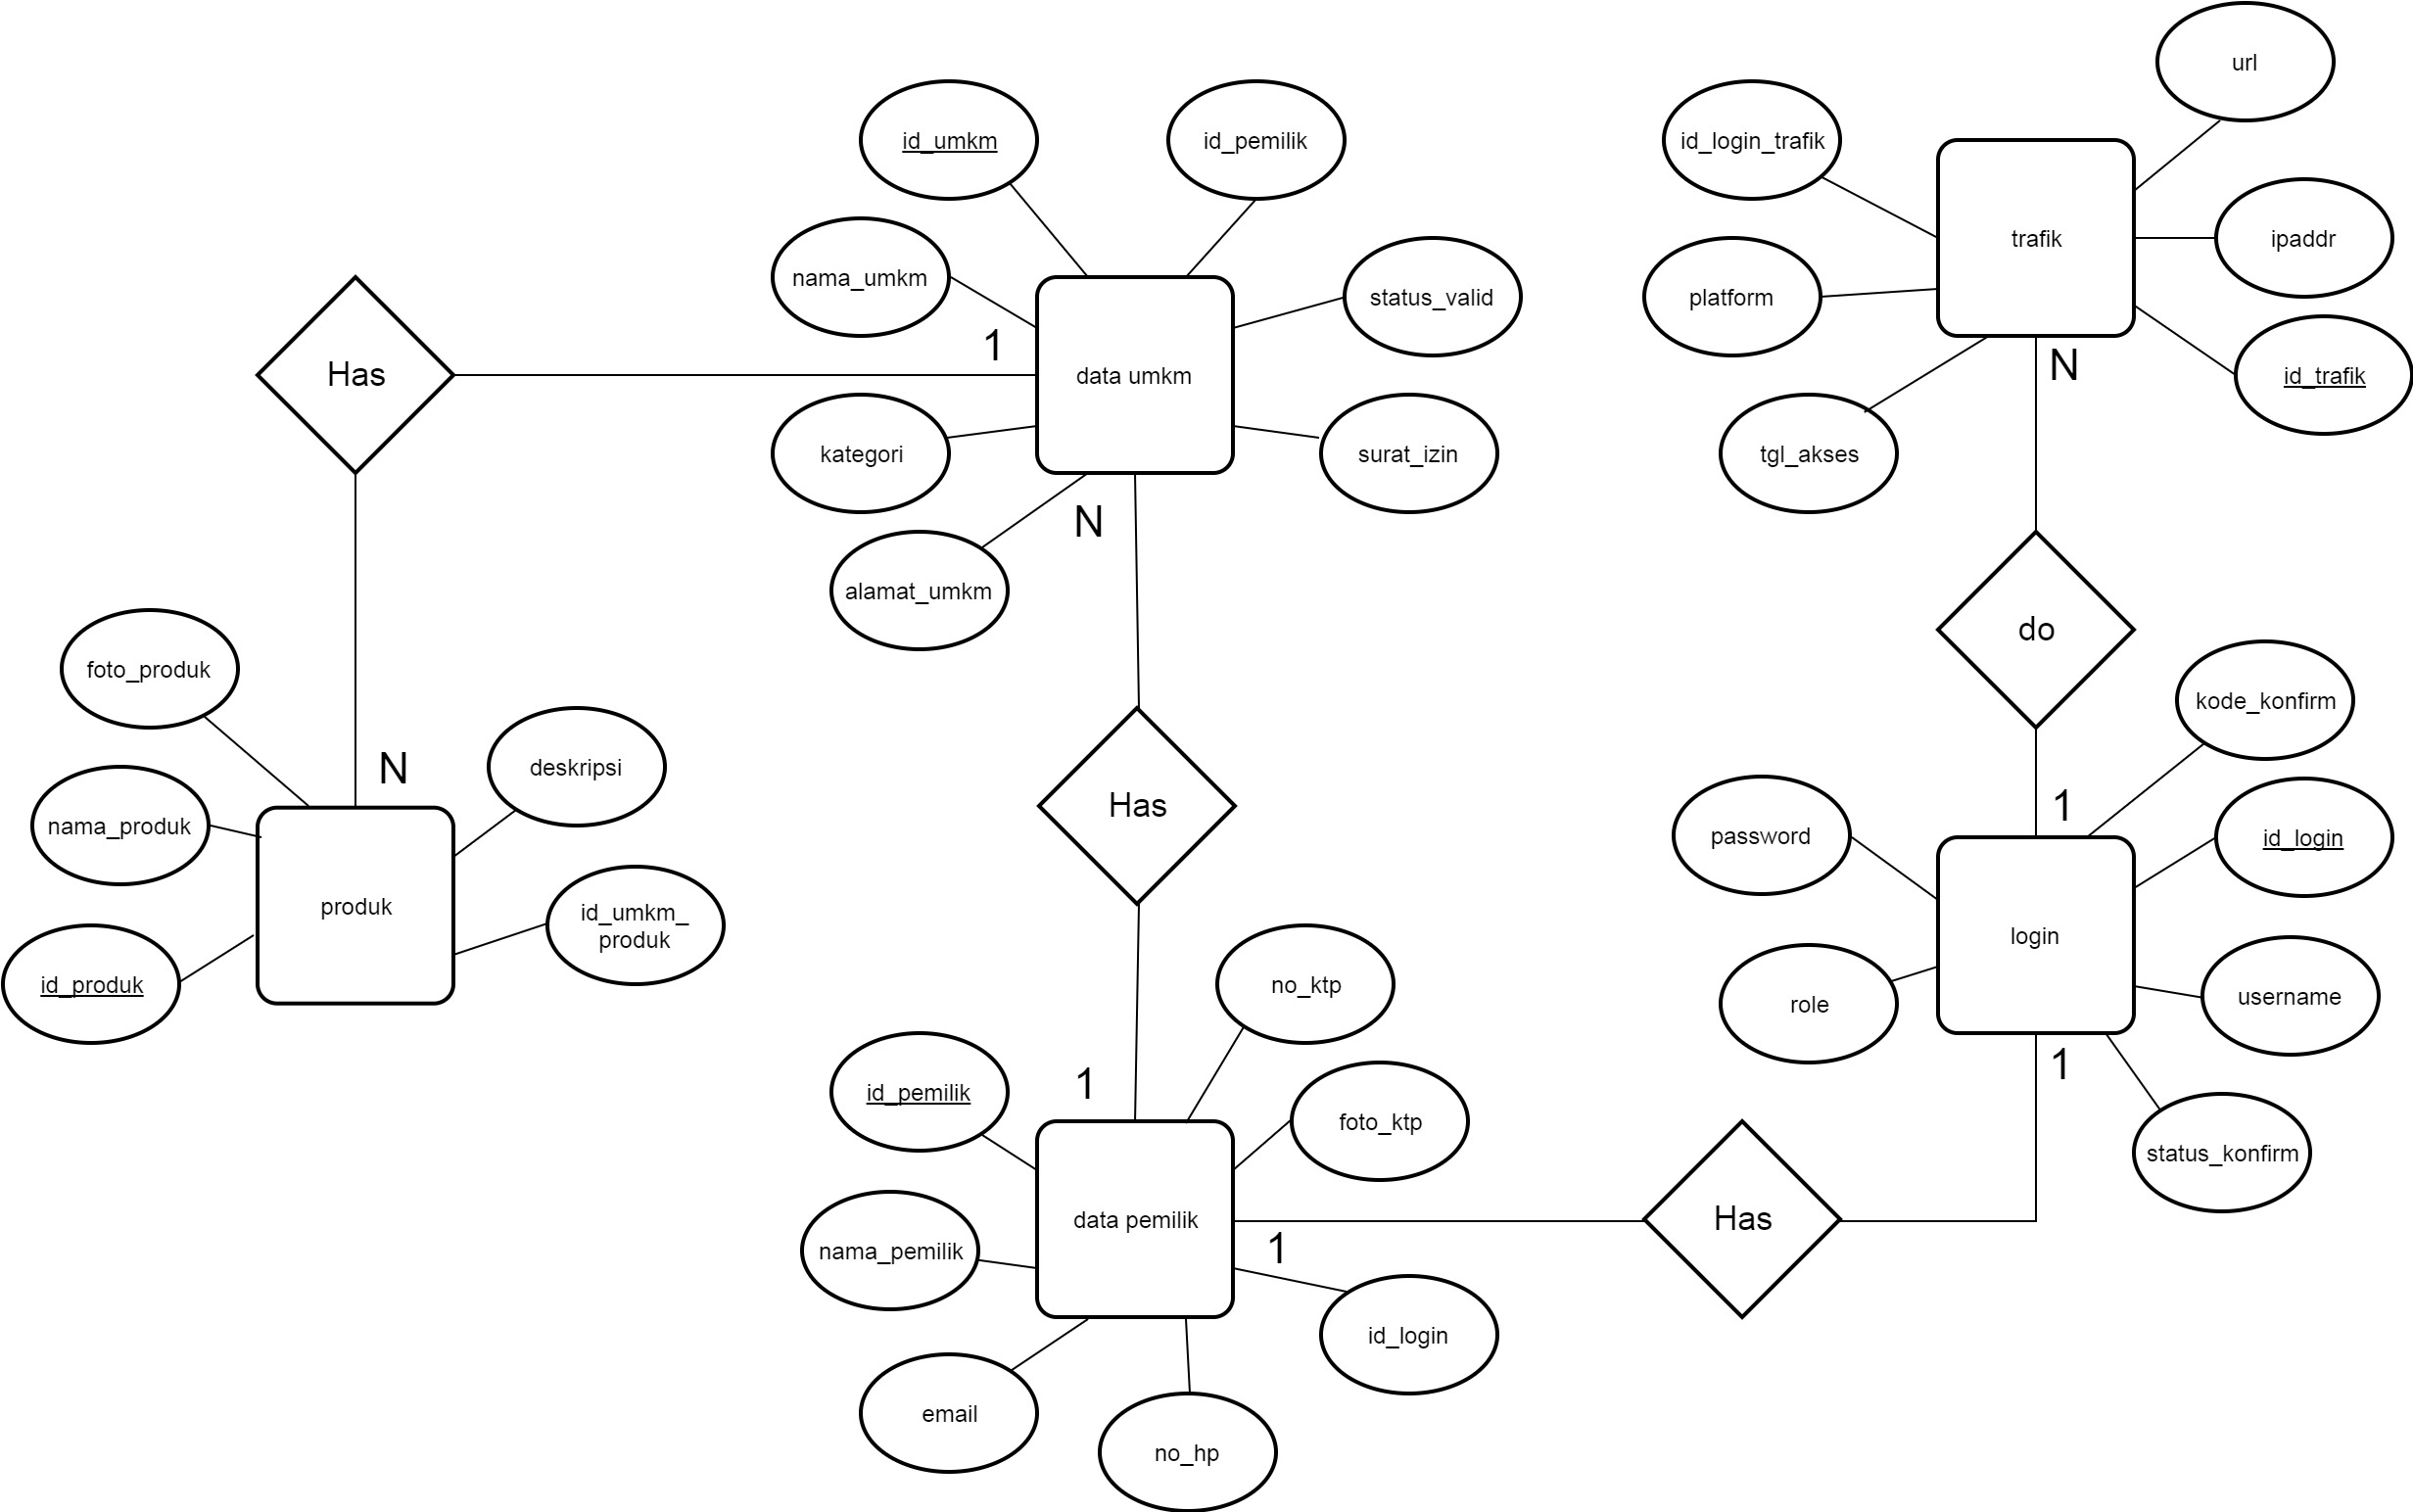 url
id_umkm
id_pemilik
id_login_trafik
trafik
ipaddr
nama_umkm
status_valid
platform
1
Has
data umkm
N
id_trafik
kategori
surat_izin
tgl_akses
N
alamat_umkm
do
foto_produk
kode_konfirm
deskripsi
N
Has
1
nama_produk
password
id_login
produk
id_umkm_
produk
login
id_produk
no_ktp
role
username
1
1
id_pemilik
foto_ktp
status_konfirm
data pemilik
Has
nama_pemilik
1
id_login
email
no_hp